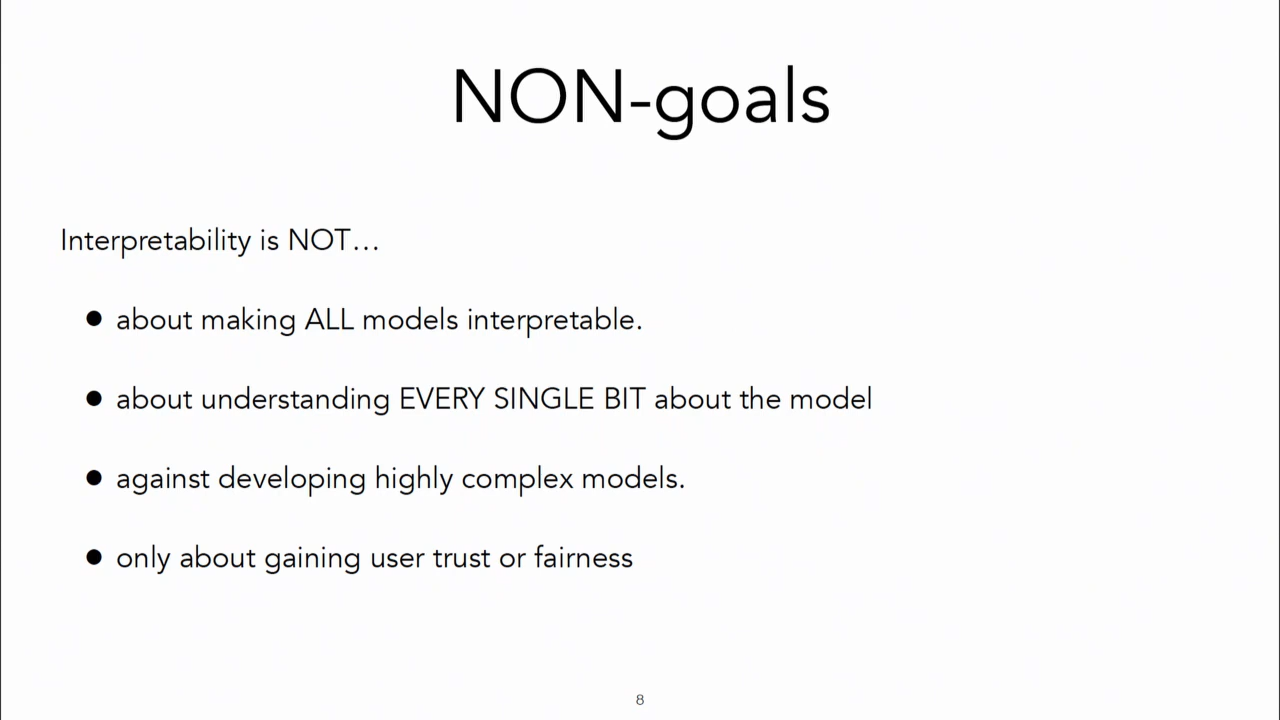 NON-goals
Interpretability is NOT…
● about making ALL models interpretable.
● about understanding EVERY SINGLE BIT about the model
● against developing highly complex models.
● only about gaining user trust or fairness
8